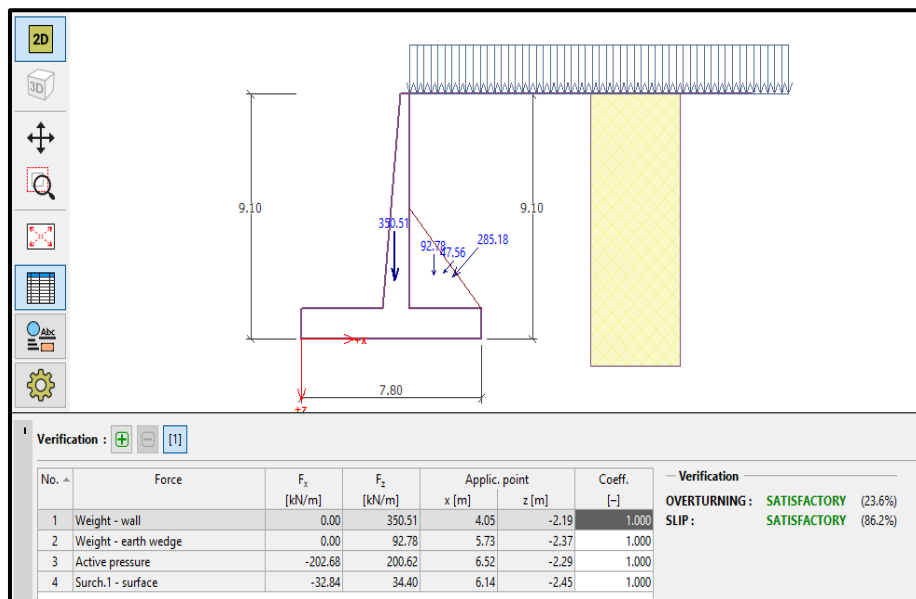 2D
3D
9.10
9.10
350.51
92.78
47.56
285.18
+x
7.80
+z
Abc
Verification : [1]
No. Force Fx Fz Applic. point Coeff.
[kN/m] [kN/m] x [m] z [m] [–]
1 Weight - wall 0.00 350.51 4.05 -2.19 1.000
2 Weight - earth wedge 0.00 92.78 5.73 -2.37 1.000
3 Active pressure -202.68 200.62 6.52 -2.29 1.000
4 Surch.1 - surface -32.84 34.40 6.14 -2.45 1.000
Verification
OVERTURNING : SATISFACTORY (23.6%)
SLIP : SATISFACTORY (86.2%)